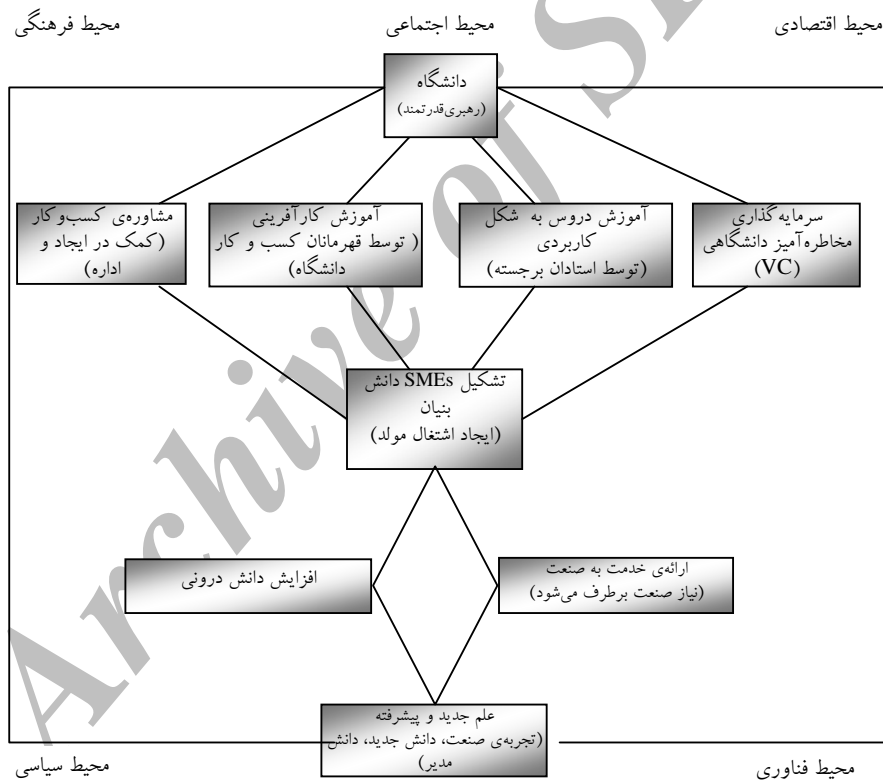 محیط اقتصادی
محیط اجتماعی
محیط فرهنگی
دانشگاه
(رهبری‌قدرتمند)
سرمایه‌گذاری
مخاطره‌آمیز دانشگاهی
(VC)
آموزش دروس به شکل
کاربردی
(توسط استادان برجسته)
آموزش کارآفرینی
( توسط قهرمانان کسب و کار
دانشگاه)
مشاوره‌ی کسب‌و‌کار
(کمک در ایجاد و
اداره)
تشکیل SMEs دانش
بنیان
(ایجاد اشتغال مولد)
ارائه‌ی خدمت به صنعت
(نیاز صنعت برطرف می‌شود)
افزایش دانش درونی
علم جدید و پیشرفته
(تجربه‌ی صنعت، دانش جدید، دانش
مدیر)
محیط فناوری
محیط سیاسی
Archive of S